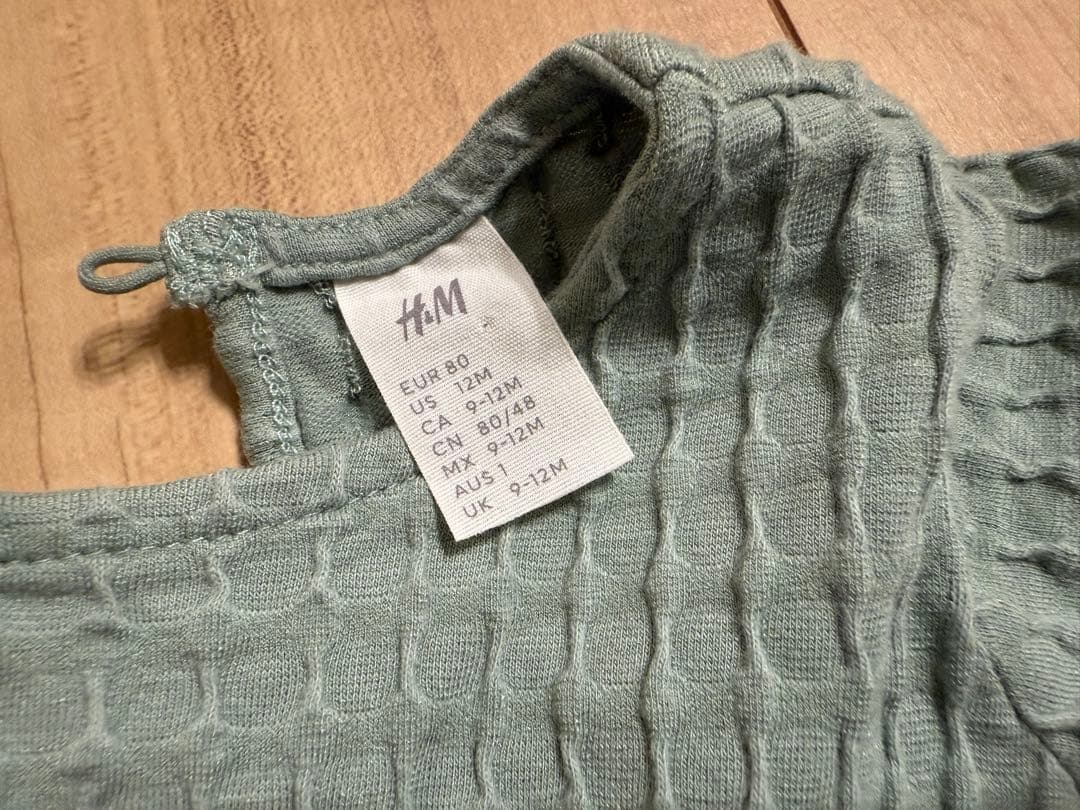 H&M
EUR 80
US 12M
CA 9-12M
CN 80/48
MX 9-12M
AUS 1
UK 9-12M